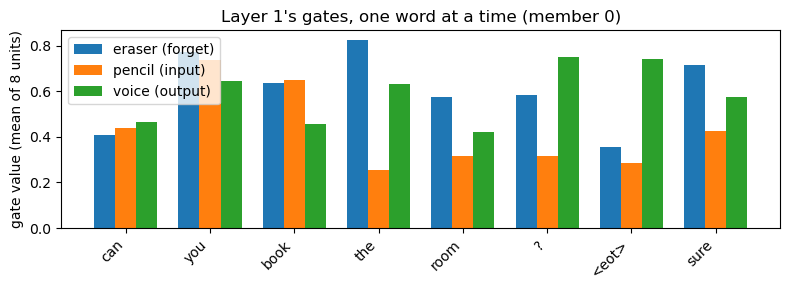 Layer 1's gates, one word at a time (member 0)
eraser (forget)
pencil (input)
voice (output)
gate value (mean of 8 units)
0.8
0.6
0.4
0.2
0.0
can
you
book
the
room
?
<eot>
sure